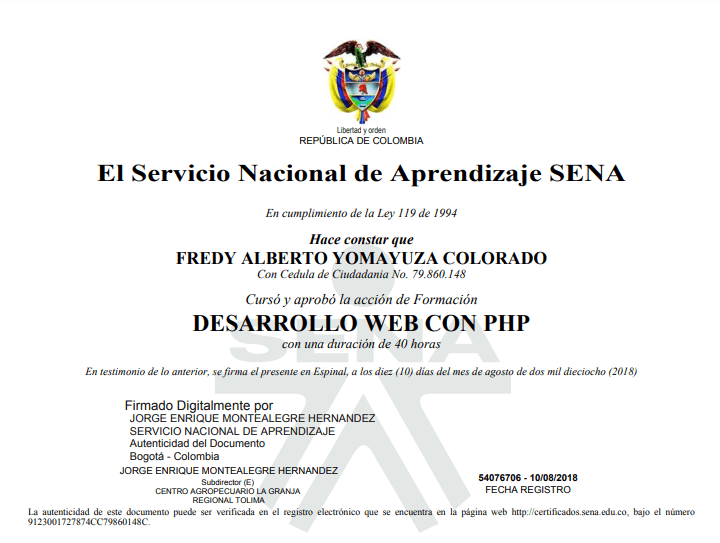 Libertad y orden
REPÚBLICA DE COLOMBIA
El Servicio Nacional de Aprendizaje SENA
En cumplimiento de la Ley 119 de 1994
Hace constar que
FREDY ALBERTO YOMAYUZA COLORADO
Con Cedula de Ciudadania No. 79.860.148
Cursó y aprobó la acción de Formación
DESARROLLO WEB CON PHP
con una duración de 40 horas
SENA
En testimonio de lo anterior, se firma el presente en Espinal, a los diez (10) días del mes de agosto de dos mil dieciocho (2018)
Firmado Digitalmente por
JORGE ENRIQUE MONTEALEGRE HERNANDEZ
SERVICIO NACIONAL DE APRENDIZAJE
Autenticidad del Documento
Bogotá - Colombia
JORGE ENRIQUE MONTEALEGRE HERNANDEZ
Subdirector (E)
CENTRO AGROPECUARIO LA GRANJA
REGIONAL TOLIMA
54076706 - 10/08/2018
FECHA REGISTRO
La autenticidad de este documento puede ser verificada en el registro electrónico que se encuentra en la página web http://certificados.sena.edu.co, bajo el número
9123001727874CC79860148C.